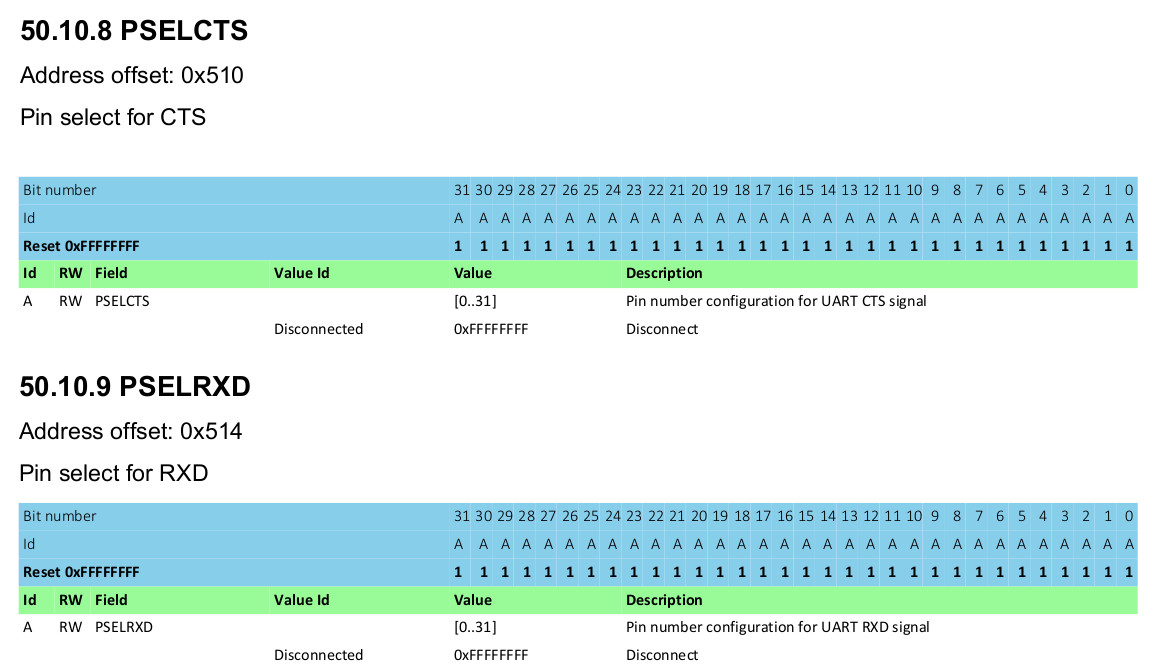 50.10.8 PSELCTS
Address offset: 0x510
Pin select for CTS
Bit number 31 30 29 28 27 26 25 24 23 22 21 20 19 18 17 16 15 14 13 12 11 10 9 8 7 6 5 4 3 2 1 0
Id A A A A A A A A A A A A A A A A A A A A A A A A A A A A A A A A
Reset 0xFFFFFFFF 1 1 1 1 1 1 1 1 1 1 1 1 1 1 1 1 1 1 1 1 1 1 1 1 1 1 1 1 1 1 1 1
Id RW Field Value Id Value Description
A RW PSELCTS [0..31] Pin number configuration for UART CTS signal
Disconnected 0xFFFFFFFF Disconnect
50.10.9 PSELRXD
Address offset: 0x514
Pin select for RXD
Bit number 31 30 29 28 27 26 25 24 23 22 21 20 19 18 17 16 15 14 13 12 11 10 9 8 7 6 5 4 3 2 1 0
Id A A A A A A A A A A A A A A A A A A A A A A A A A A A A A A A A
Reset 0xFFFFFFFF 1 1 1 1 1 1 1 1 1 1 1 1 1 1 1 1 1 1 1 1 1 1 1 1 1 1 1 1 1 1 1 1
Id RW Field Value Id Value Description
A RW PSELRXD [0..31] Pin number configuration for UART RXD signal
Disconnected 0xFFFFFFFF Disconnect